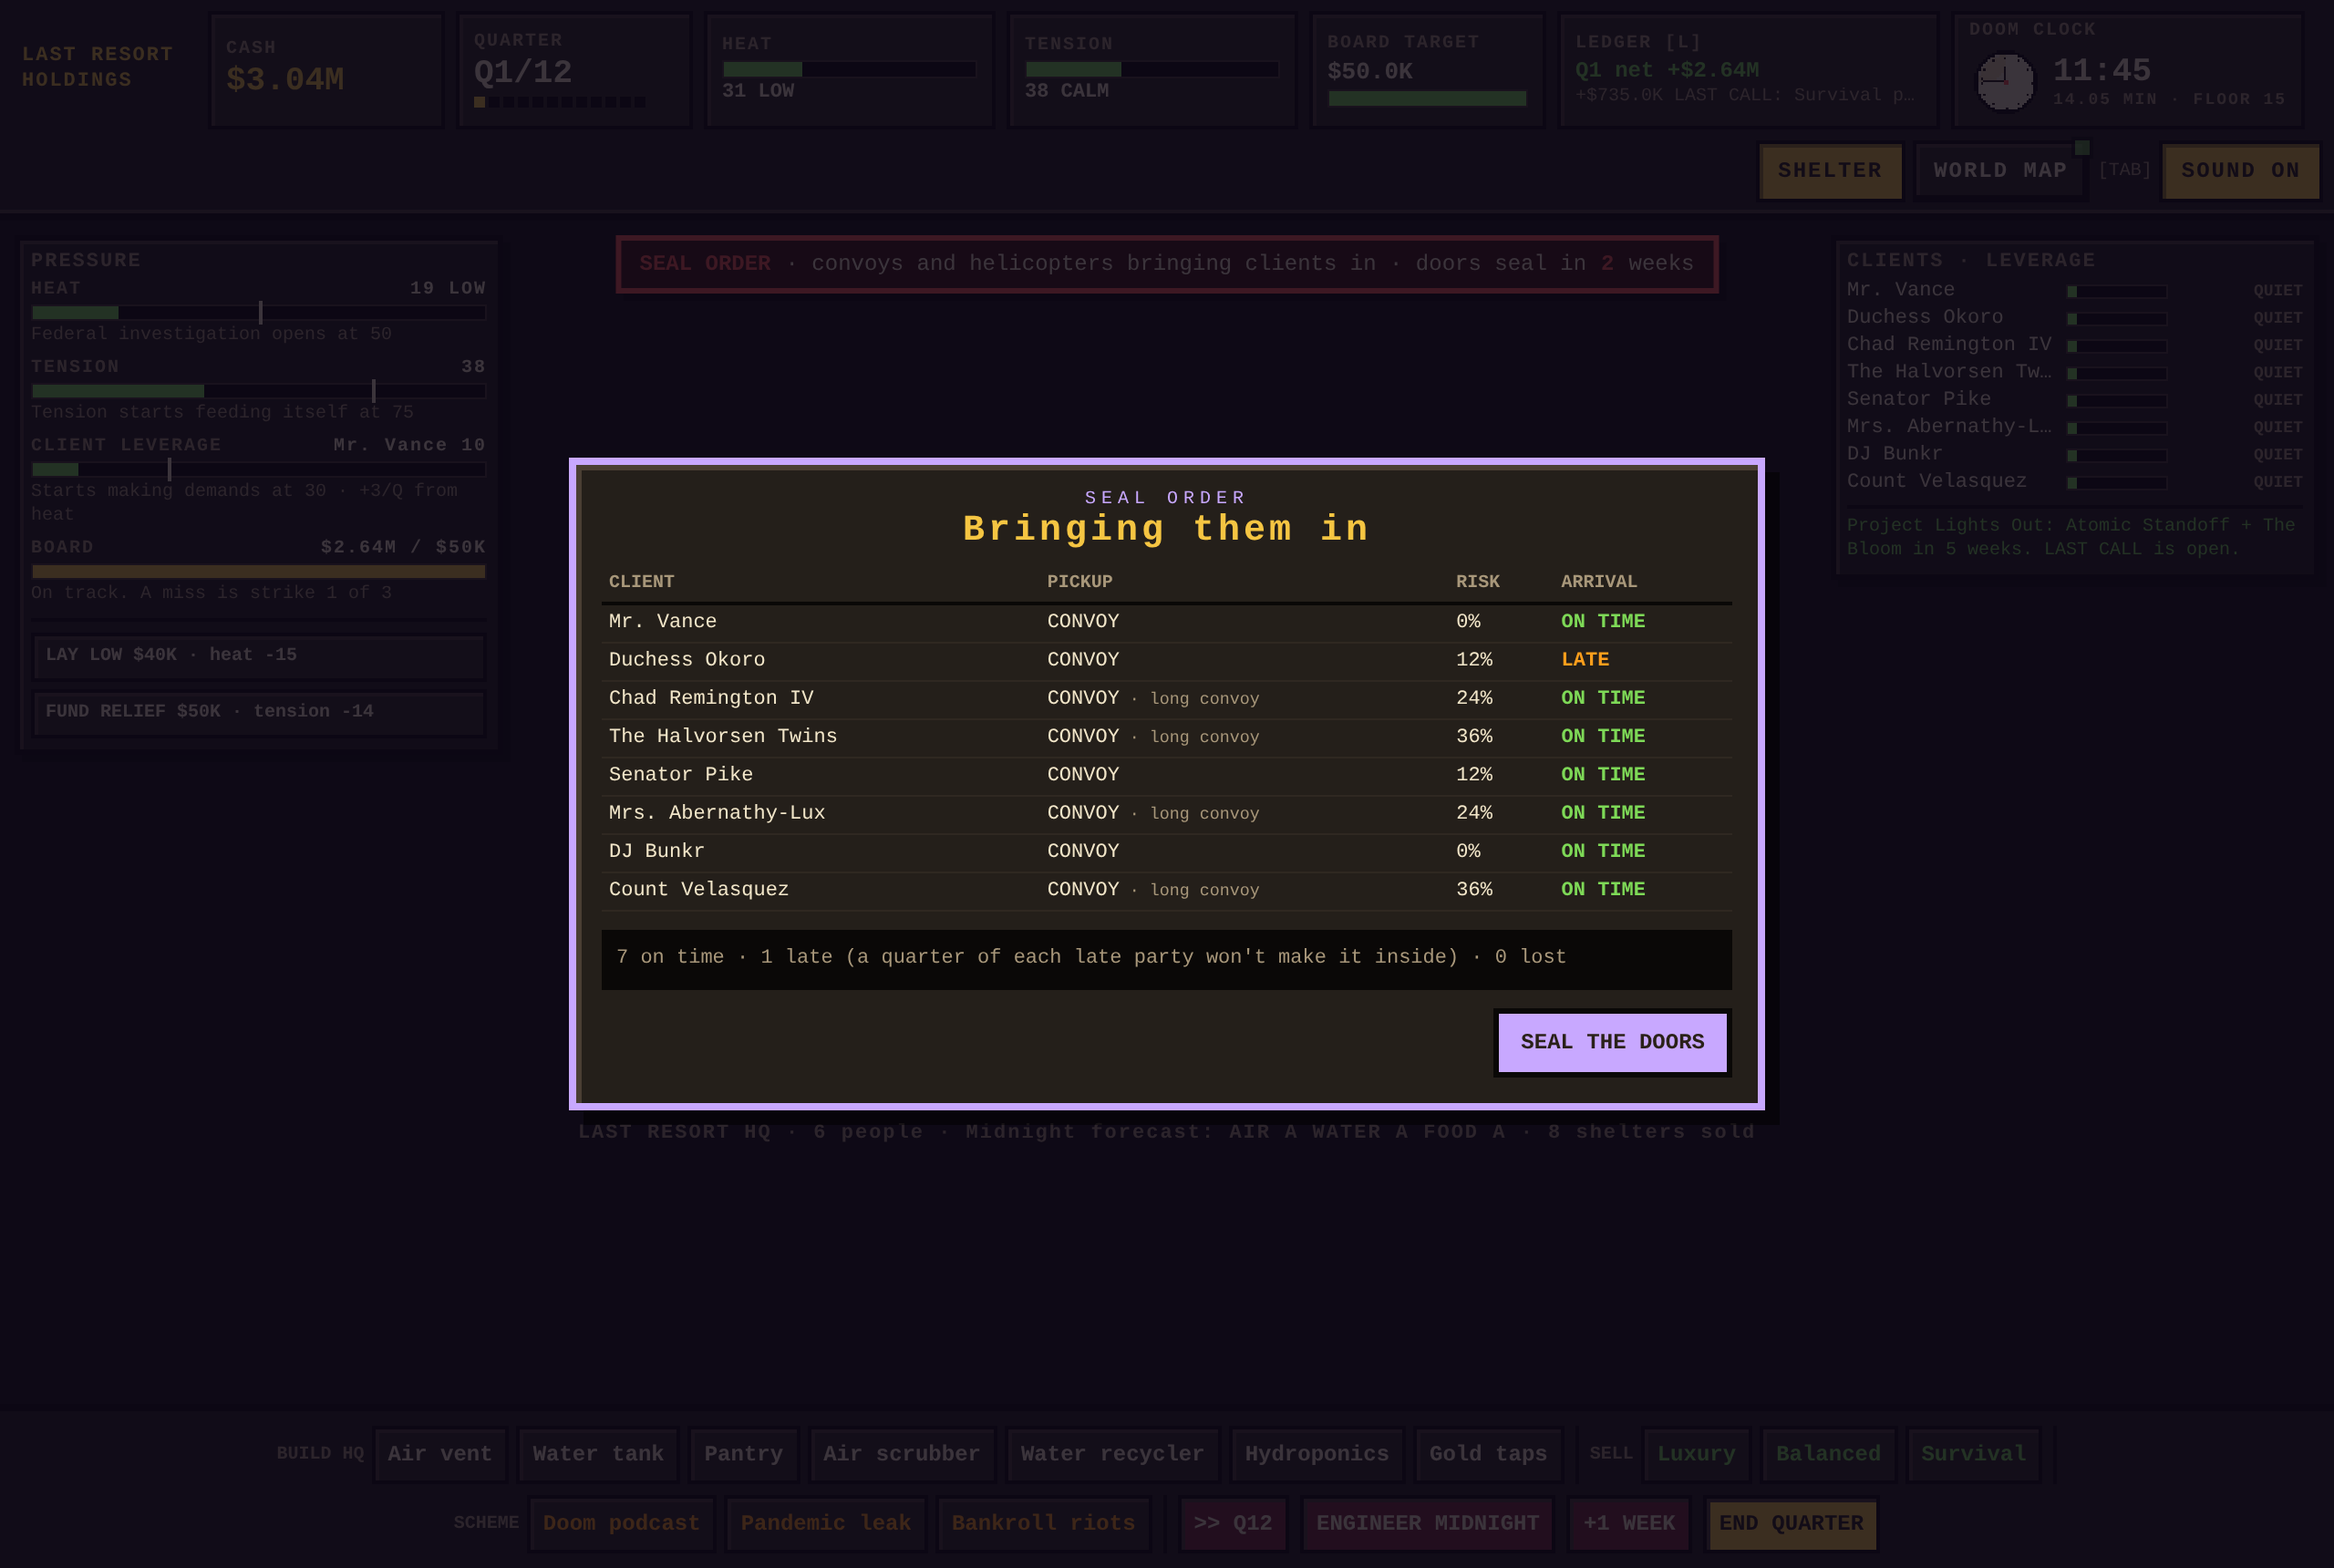 LAST RESORT
HOLDINGS
CASH
$3.04M
QUARTER
Q1/12
HEAT
31 LOW
TENSION
38 CALM
BOARD TARGET
$50.0K
LEDGER [L]
Q1 net +$2.64M
+$735.0K LAST CALL: Survival p…
DOOM CLOCK
11:45
14.05 MIN · FLOOR 15
SHELTER
WORLD MAP
[TAB]
SOUND ON
PRESSURE
HEAT 19 LOW
Federal investigation opens at 50
TENSION 38
Tension starts feeding itself at 75
CLIENT LEVERAGE Mr. Vance 10
Starts making demands at 30 · +3/Q from
heat
BOARD $2.64M / $50K
On track. A miss is strike 1 of 3
LAY LOW $40K · heat -15
FUND RELIEF $50K · tension -14
SEAL ORDER · convoys and helicopters bringing clients in · doors seal in 2 weeks
CLIENTS · LEVERAGE
Mr. Vance QUIET
Duchess Okoro QUIET
Chad Remington IV QUIET
The Halvorsen Tw… QUIET
Senator Pike QUIET
Mrs. Abernathy-L… QUIET
DJ Bunkr QUIET
Count Velasquez QUIET
Project Lights Out: Atomic Standoff + The
Bloom in 5 weeks. LAST CALL is open.
SEAL ORDER
Bringing them in
CLIENT PICKUP RISK ARRIVAL
Mr. Vance CONVOY 0% ON TIME
Duchess Okoro CONVOY 12% LATE
Chad Remington IV CONVOY · long convoy 24% ON TIME
The Halvorsen Twins CONVOY · long convoy 36% ON TIME
Senator Pike CONVOY 12% ON TIME
Mrs. Abernathy-Lux CONVOY · long convoy 24% ON TIME
DJ Bunkr CONVOY 0% ON TIME
Count Velasquez CONVOY · long convoy 36% ON TIME
7 on time · 1 late (a quarter of each late party won't make it inside) · 0 lost
SEAL THE DOORS
LAST RESORT HQ · 6 people · Midnight forecast: AIR A WATER A FOOD A · 8 shelters sold
BUILD HQ Air vent Water tank Pantry Air scrubber Water recycler Hydroponics Gold taps SELL Luxury Balanced Survival
SCHEME Doom podcast Pandemic leak Bankroll riots >> Q12 ENGINEER MIDNIGHT +1 WEEK END QUARTER